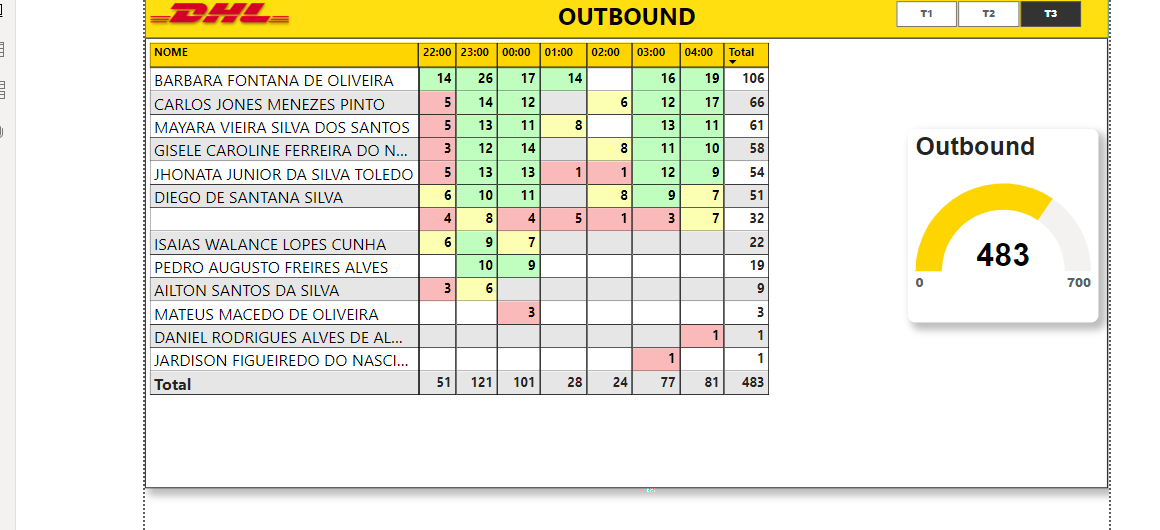 DHL
OUTBOUND
T1 T2 T3
NOME 22:00 23:00 00:00 01:00 02:00 03:00 04:00 Total
BARBARA FONTANA DE OLIVEIRA 14 26 17 14 16 19 106
CARLOS JONES MENEZES PINTO 5 14 12 6 12 17 66
MAYARA VIEIRA SILVA DOS SANTOS 5 13 11 8 13 11 61
GISELE CAROLINE FERREIRA DO N... 3 12 14 8 11 10 58
JHONATA JUNIOR DA SILVA TOLEDO 5 13 13 1 1 12 9 54
DIEGO DE SANTANA SILVA 6 10 11 8 9 7 51
4 8 4 5 1 3 7 32
ISAIAS WALANCE LOPES CUNHA 6 9 7 22
PEDRO AUGUSTO FREIRES ALVES 10 9 19
AILTON SANTOS DA SILVA 3 6 9
MATEUS MACEDO DE OLIVEIRA 3 3
DANIEL RODRIGUES ALVES DE AL... 1 1
JARDISON FIGUEIREDO DO NASCI... 1 1
Total 51 121 101 28 24 77 81 483
Outbound
483
0 700